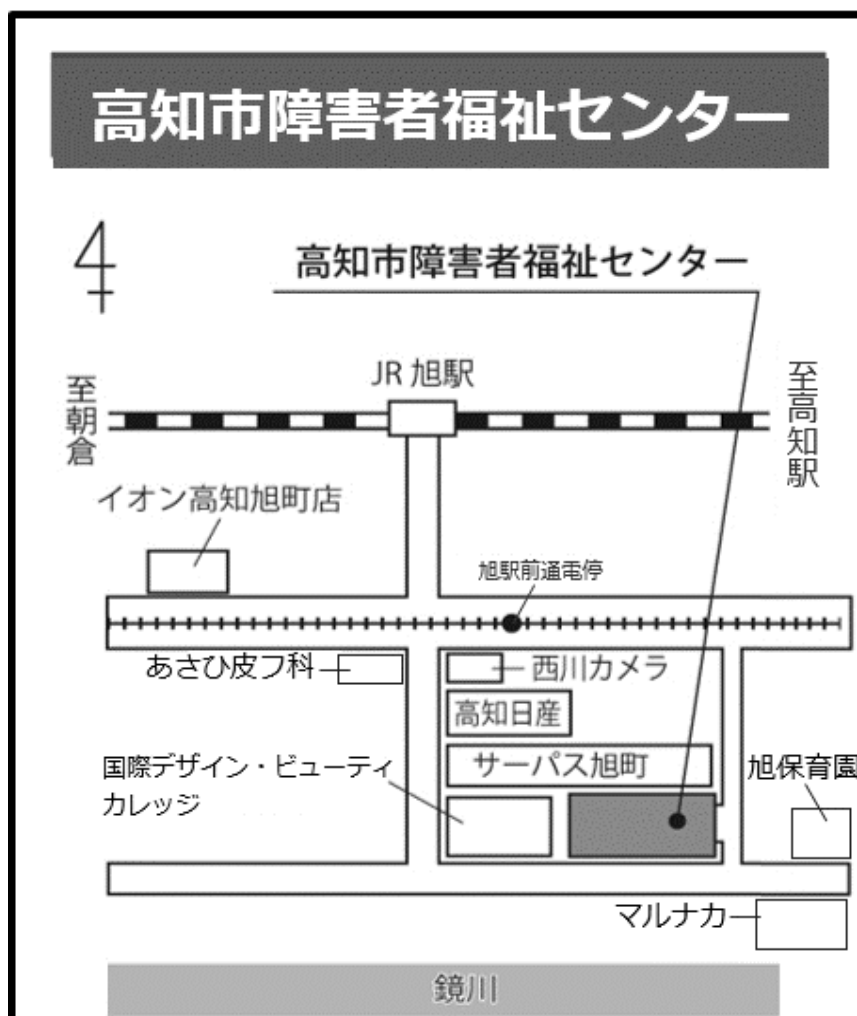 高知市障害者福祉センター
高知市障害者福祉センター
JR 旭駅
至朝倉
至高知駅
イオン高知旭町店
旭駅前通電停
あさひ皮フ科
西川カメラ
高知日産
国際デザイン・ビューティ
カレッジ
サーパス旭町
旭保育園
マルナカ
鏡川